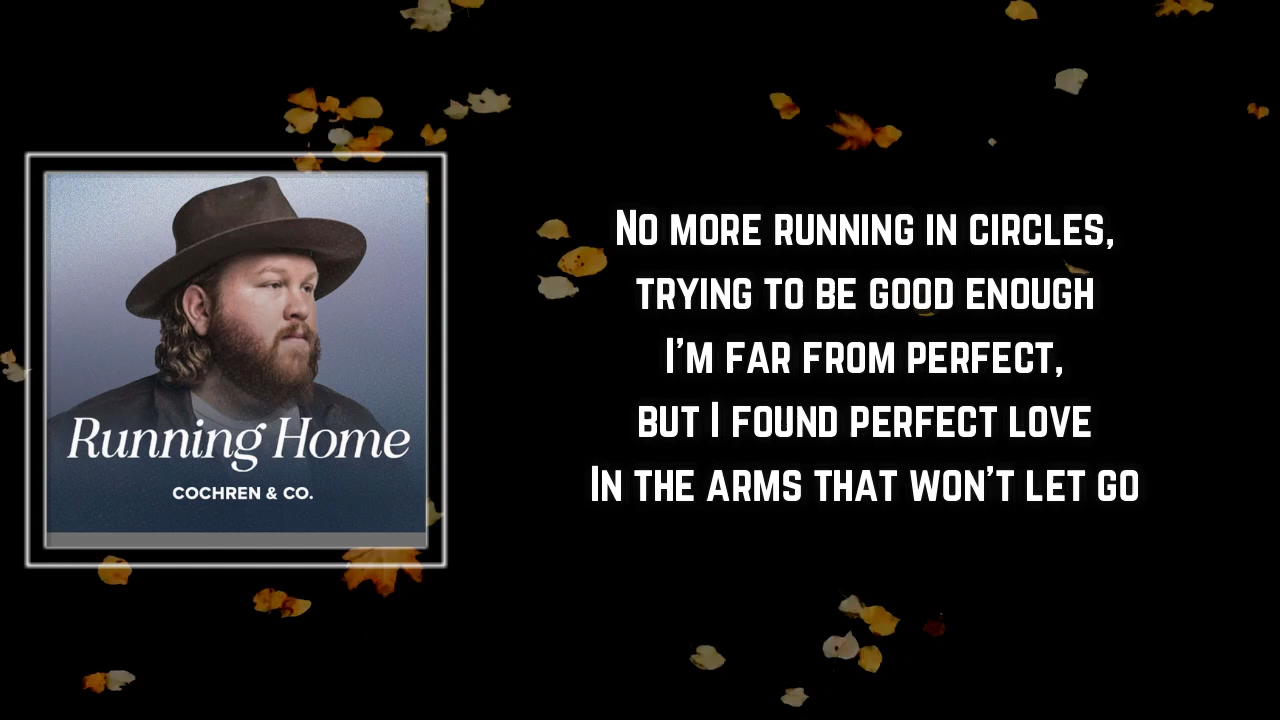 Running Home
COCHREN & CO.
No more running in circles,
trying to be good enough
I'm far from perfect,
but I found perfect love
In the arms that won't let go